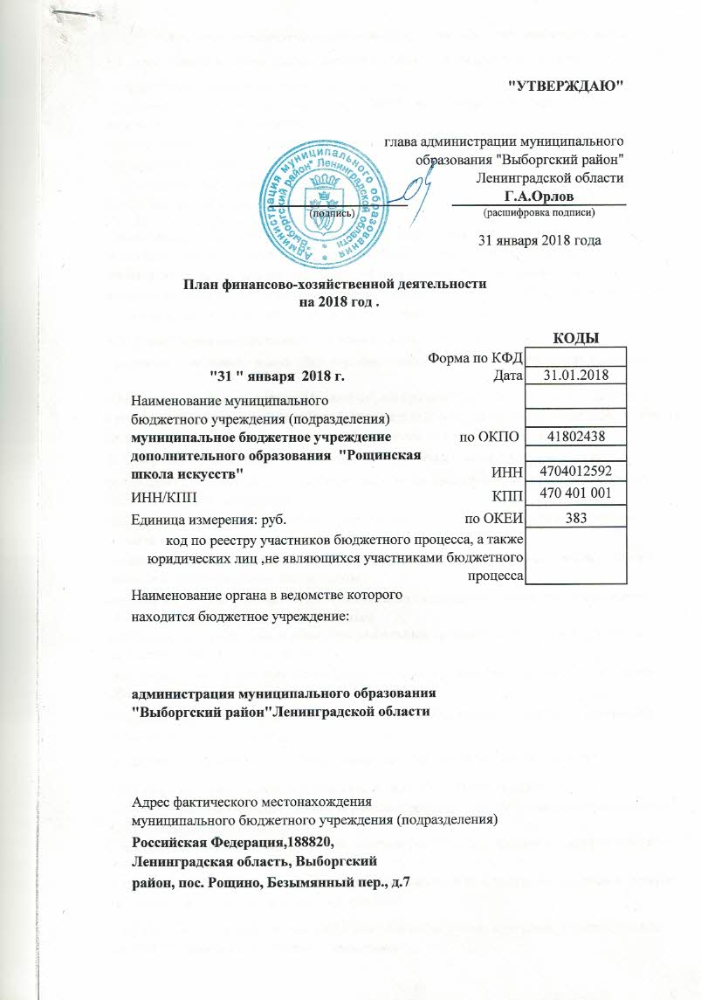 "УТВЕРЖДАЮ"
глава администрации муниципального
образования "Выборгский район"
Ленинградской области
Г.А.Орлов
(подпись) (расшифровка подписи)
Администрация муниципального образования
"Выборгский район" Ленинградской области
31 января 2018 года
План финансово-хозяйственной деятельности
на 2018 год .
КОДЫ
Форма по КФД
"31 " января 2018 г. Дата 31.01.2018
Наименование муниципального
бюджетного учреждения (подразделения)
муниципальное бюджетное учреждение по ОКПО 41802438
дополнительного образования "Рощинская
школа искусств" ИНН 4704012592
ИНН/КПП КПП 470 401 001
Единица измерения: руб. по ОКЕИ 383
код по реестру участников бюджетного процесса, а также
юридических лиц ,не являющихся участниками бюджетного
процесса
Наименование органа в ведомстве которого
находится бюджетное учреждение:
администрация муниципального образования
"Выборгский район"Ленинградской области
Адрес фактического местонахождения
муниципального бюджетного учреждения (подразделения)
Российская Федерация,188820,
Ленинградская область, Выборгский
район, пос. Рощино, Безымянный пер., д.7